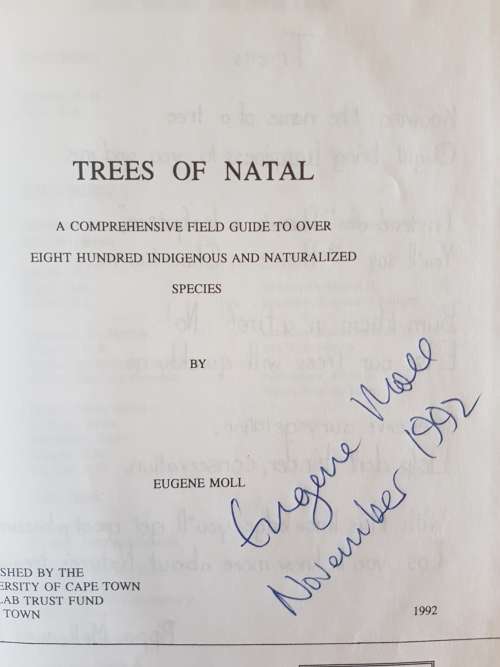 TREES OF NATAL
A COMPREHENSIVE FIELD GUIDE TO OVER
EIGHT HUNDRED INDIGENOUS AND NATURALIZED
SPECIES
BY
EUGENE MOLL
Eugene Moll
November 1992
SHED BY THE
ERSITY OF CAPE TOWN
LAB TRUST FUND
TOWN
1992